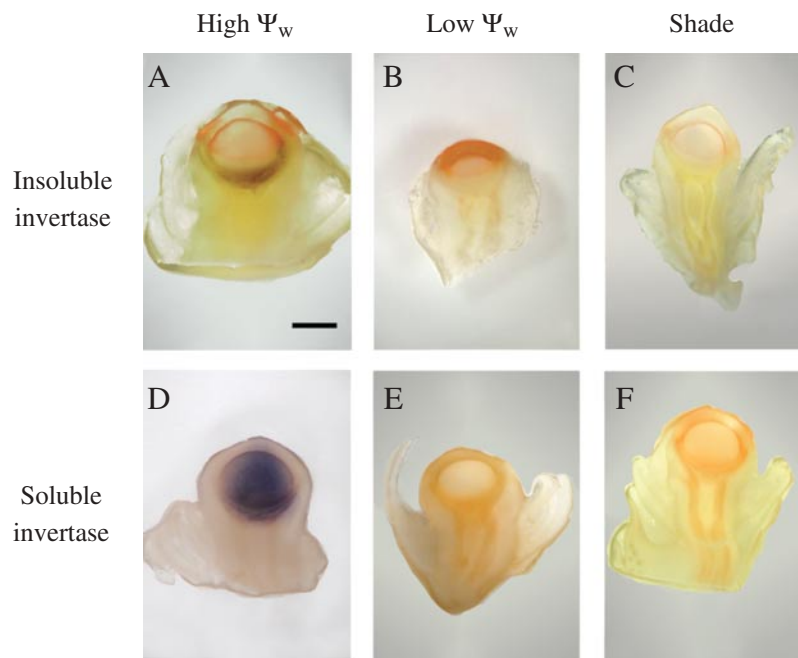 High Ψw
Low Ψw
Shade
A
B
C
Insoluble
invertase
D
E
F
Soluble
invertase